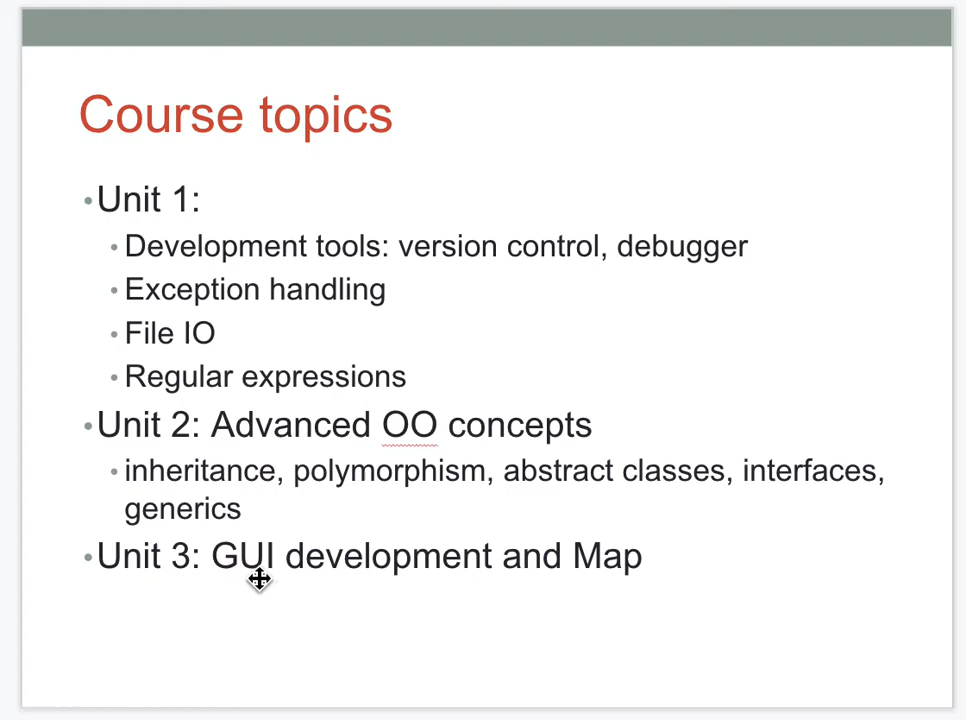 Course topics
•Unit 1:
•Development tools: version control, debugger
•Exception handling
•File IO
•Regular expressions
•Unit 2: Advanced OO concepts
•inheritance, polymorphism, abstract classes, interfaces,
generics
•Unit 3: GUI development and Map